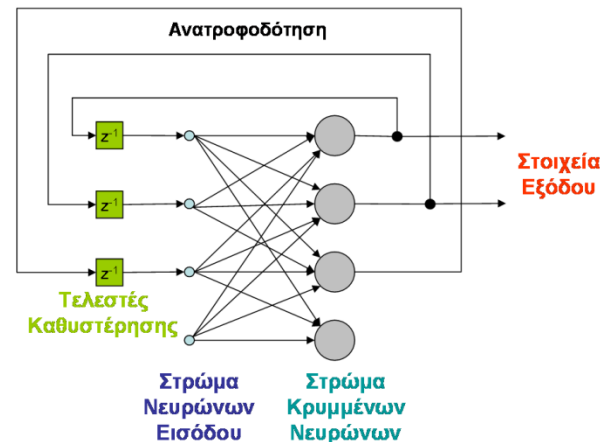 Ανατροφοδότηση
z⁻¹
z⁻¹
z⁻¹
Στοιχεία
Εξόδου
Τελεστές
Καθυστέρησης
Στρώμα
Νευρώνων
Εισόδου
Στρώμα
Κρυμμένων
Νευρώνων